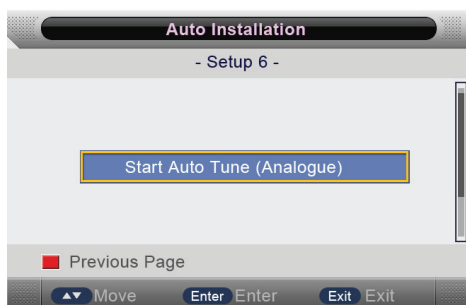 Auto Installation
- Setup 6 -
Start Auto Tune (Analogue)
Previous Page
▲▼ Move Enter Enter Exit Exit